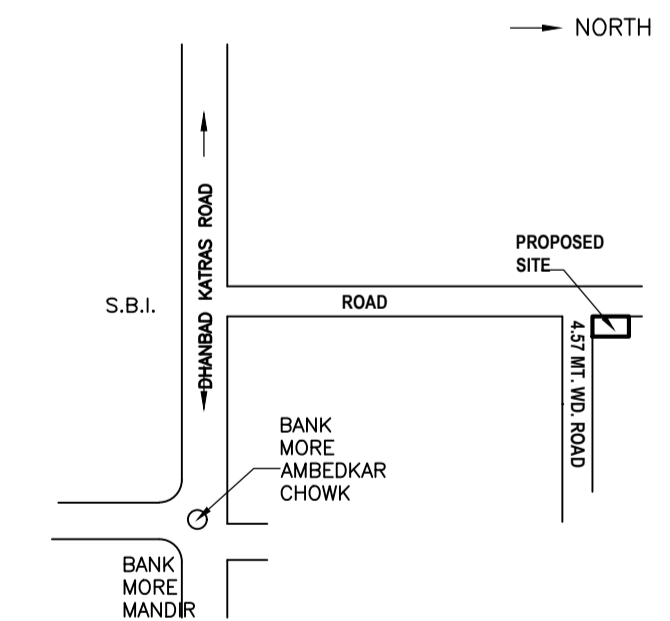 NORTH
PROPOSED
SITE
DHANBAD KATRAS ROAD
S.B.I.
ROAD
4.57 MT. WD. ROAD
BANK
MORE
AMBEDKAR
CHOWK
BANK
MORE
MANDIR